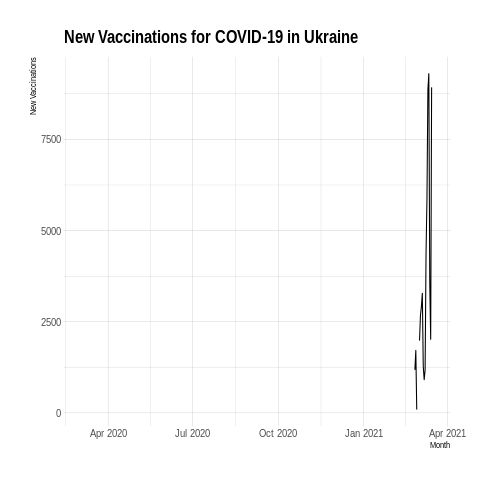 New Vaccinations for COVID-19 in Ukraine
New Vaccinations
7500
5000
2500
0
Apr 2020
Jul 2020
Oct 2020
Jan 2021
Apr 2021
Month